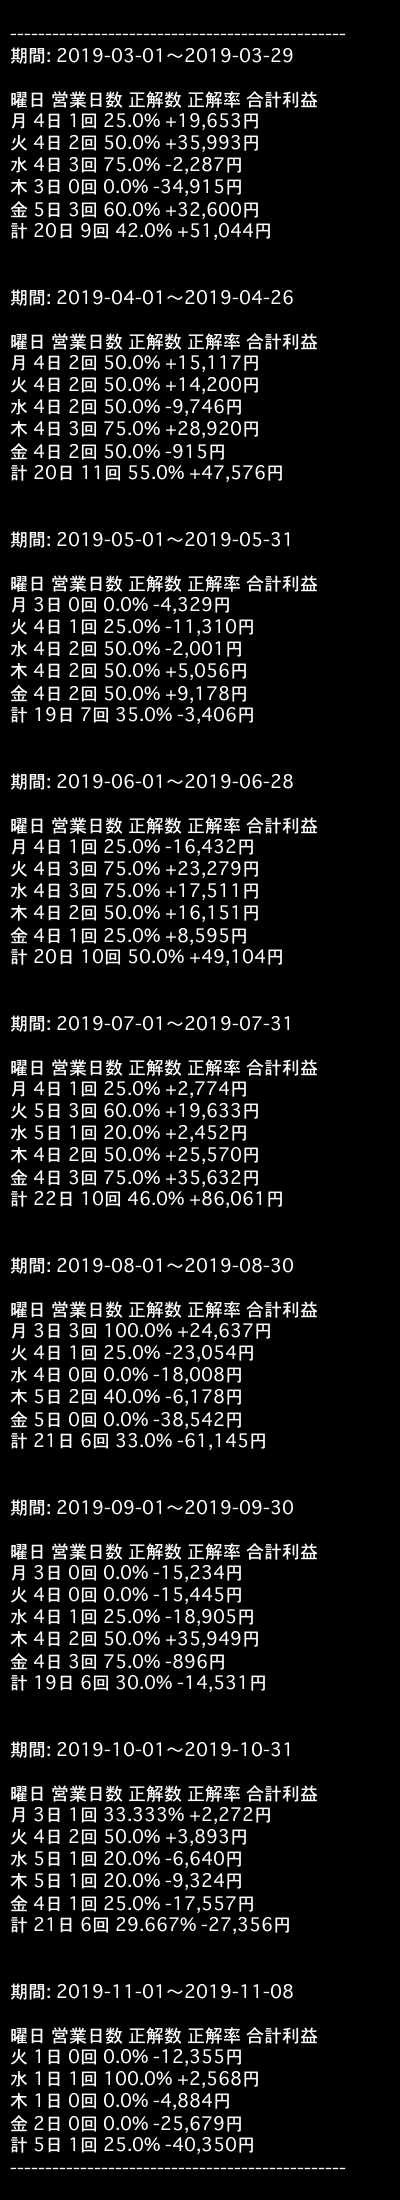 ------------------------------------------------
期間: 2019-03-01〜2019-03-29
曜日 営業日数 正解数 正解率 合計利益
月 4日 1回 25.0% +19,653円
火 4日 2回 50.0% +35,993円
水 4日 3回 75.0% -2,287円
木 3日 0回 0.0% -34,915円
金 5日 3回 60.0% +32,600円
計 20日 9回 42.0% +51,044円
期間: 2019-04-01〜2019-04-26
曜日 営業日数 正解数 正解率 合計利益
月 4日 2回 50.0% +15,117円
火 4日 2回 50.0% +14,200円
水 4日 2回 50.0% -9,746円
木 4日 3回 75.0% +28,920円
金 4日 2回 50.0% -915円
計 20日 11回 55.0% +47,576円
期間: 2019-05-01〜2019-05-31
曜日 営業日数 正解数 正解率 合計利益
月 3日 0回 0.0% -4,329円
火 4日 1回 25.0% -11,310円
水 4日 2回 50.0% -2,001円
木 4日 2回 50.0% +5,056円
金 4日 2回 50.0% +9,178円
計 19日 7回 35.0% -3,406円
期間: 2019-06-01〜2019-06-28
曜日 営業日数 正解数 正解率 合計利益
月 4日 1回 25.0% -16,432円
火 4日 3回 75.0% +23,279円
水 4日 3回 75.0% +17,511円
木 4日 2回 50.0% +16,151円
金 4日 1回 25.0% +8,595円
計 20日 10回 50.0% +49,104円
期間: 2019-07-01〜2019-07-31
曜日 営業日数 正解数 正解率 合計利益
月 4日 1回 25.0% +2,774円
火 5日 3回 60.0% +19,633円
水 5日 1回 20.0% +2,452円
木 4日 2回 50.0% +25,570円
金 4日 3回 75.0% +35,632円
計 22日 10回 46.0% +86,061円
期間: 2019-08-01〜2019-08-30
曜日 営業日数 正解数 正解率 合計利益
月 3日 3回 100.0% +24,637円
火 4日 1回 25.0% -23,054円
水 4日 0回 0.0% -18,008円
木 5日 2回 40.0% -6,178円
金 5日 0回 0.0% -38,542円
計 21日 6回 33.0% -61,145円
期間: 2019-09-01〜2019-09-30
曜日 営業日数 正解数 正解率 合計利益
月 3日 0回 0.0% -15,234円
火 4日 0回 0.0% -15,445円
水 4日 1回 25.0% -18,905円
木 4日 2回 50.0% +35,949円
金 4日 3回 75.0% -896円
計 19日 6回 30.0% -14,531円
期間: 2019-10-01〜2019-10-31
曜日 営業日数 正解数 正解率 合計利益
月 3日 1回 33.333% +2,272円
火 4日 2回 50.0% +3,893円
水 5日 1回 20.0% -6,640円
木 5日 1回 20.0% -9,324円
金 4日 1回 25.0% -17,557円
計 21日 6回 29.667% -27,356円
期間: 2019-11-01〜2019-11-08
曜日 営業日数 正解数 正解率 合計利益
火 1日 0回 0.0% -12,355円
水 1日 1回 100.0% +2,568円
木 1日 0回 0.0% -4,884円
金 2日 0回 0.0% -25,679円
計 5日 1回 25.0% -40,350円
------------------------------------------------